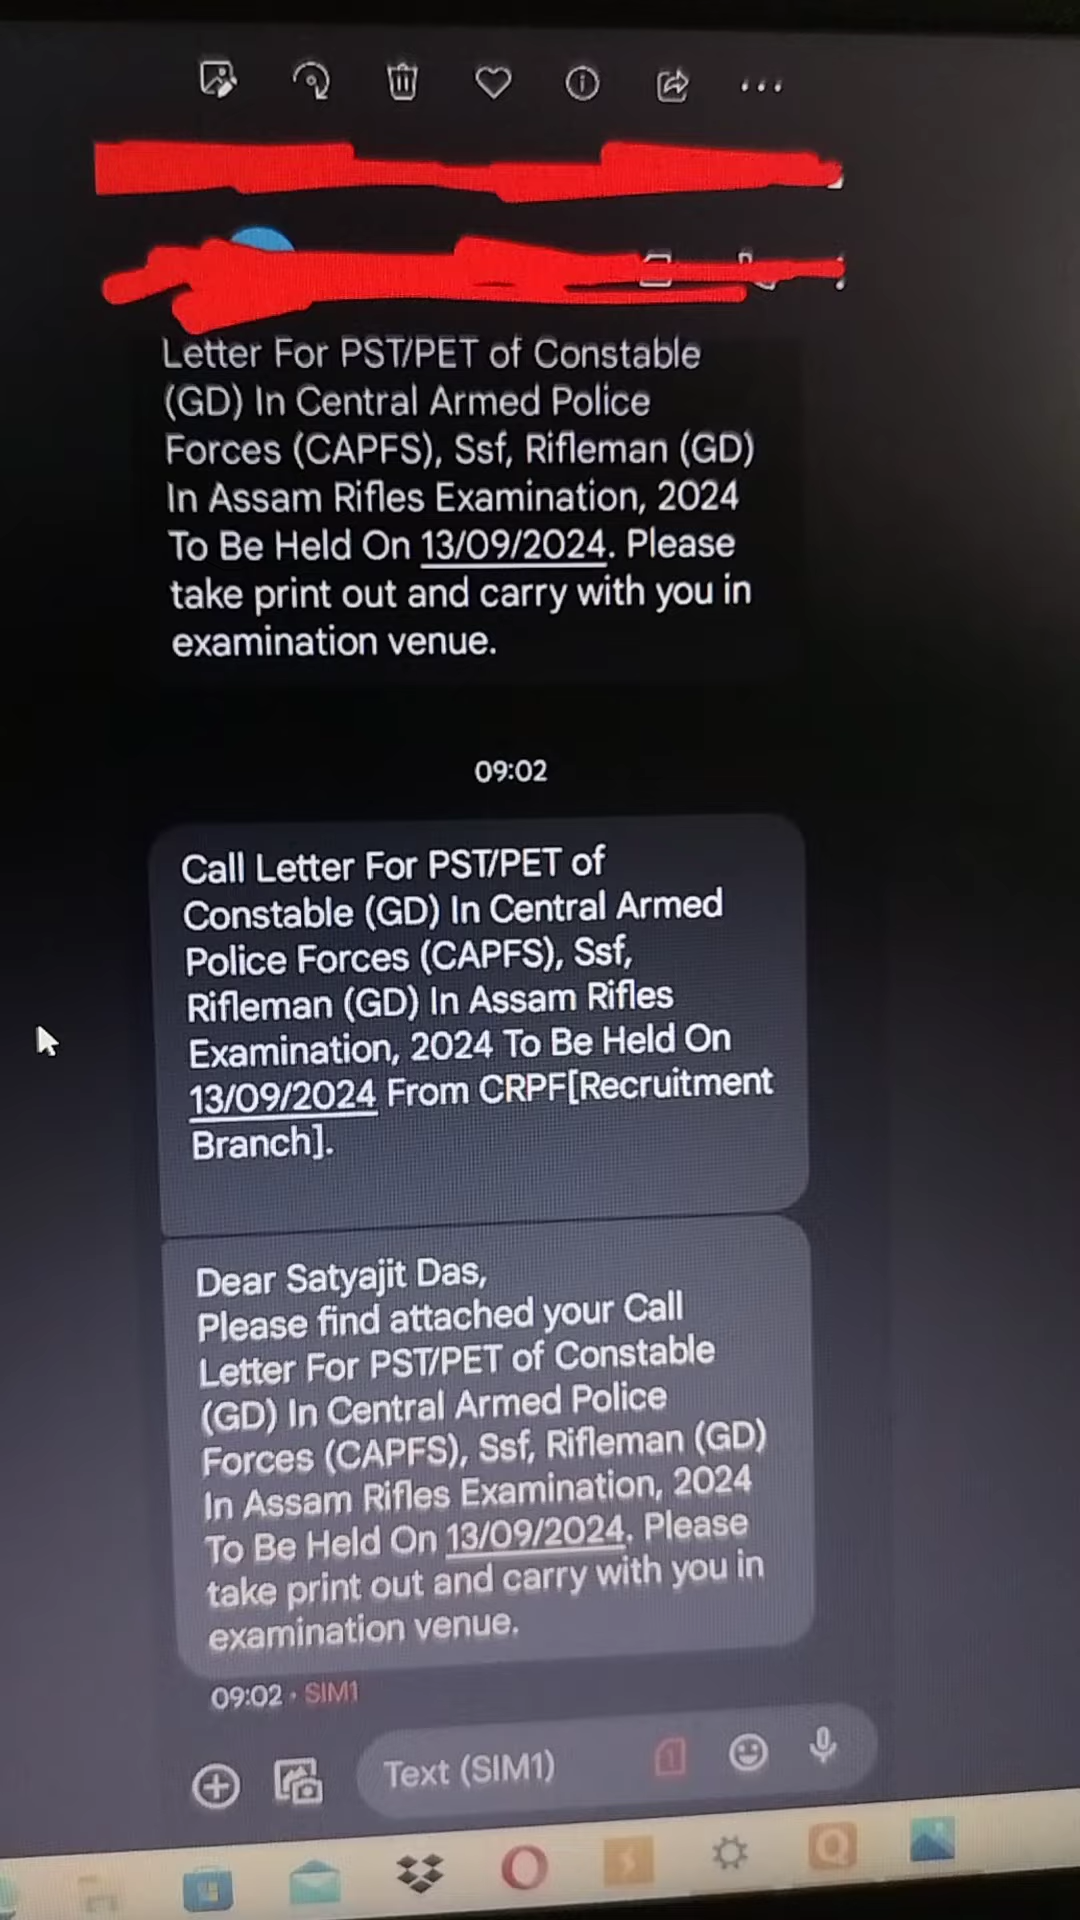 Letter For PST/PET of Constable
(GD) In Central Armed Police
Forces (CAPFS), Ssf, Rifleman (GD)
In Assam Rifles Examination, 2024
To Be Held On 13/09/2024. Please
take print out and carry with you in
examination venue.
09:02
Call Letter For PST/PET of
Constable (GD) In Central Armed
Police Forces (CAPFS), Ssf,
Rifleman (GD) In Assam Rifles
Examination, 2024 To Be Held On
13/09/2024 From CRPF[Recruitment
Branch].
Dear Satyajit Das,
Please find attached your Call
Letter For PST/PET of Constable
(GD) In Central Armed Police
Forces (CAPFS), Ssf, Rifleman (GD)
In Assam Rifles Examination, 2024
To Be Held On 13/09/2024. Please
take print out and carry with you in
examination venue.
09:02 • SIM1
Text (SIM1) 1